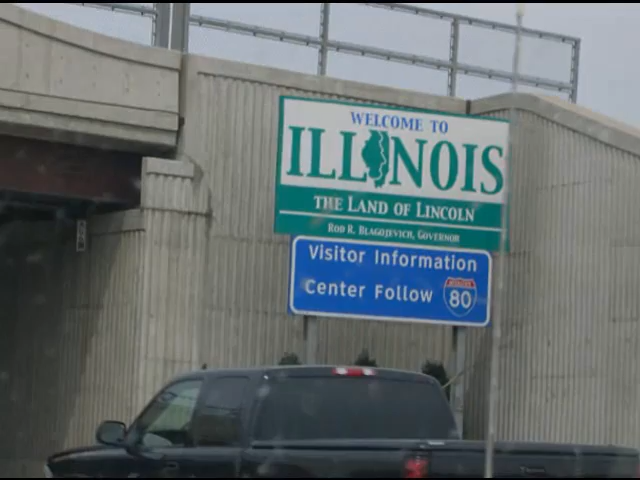 WELCOME TO
ILLINOIS
THE LAND OF LINCOLN
ROD R. BLAGOJEVICH, GOVERNOR
Visitor Information
Center Follow 80